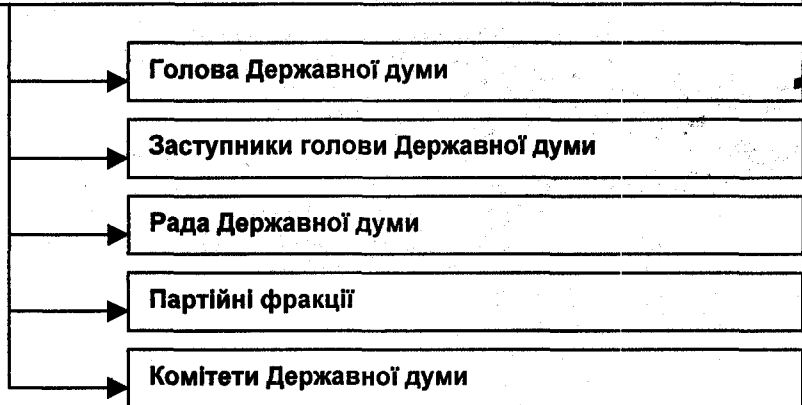 Голова Державної думи
Заступники голови Державної думи
Рада Державної думи
Партійні фракції
Комітети Державної думи